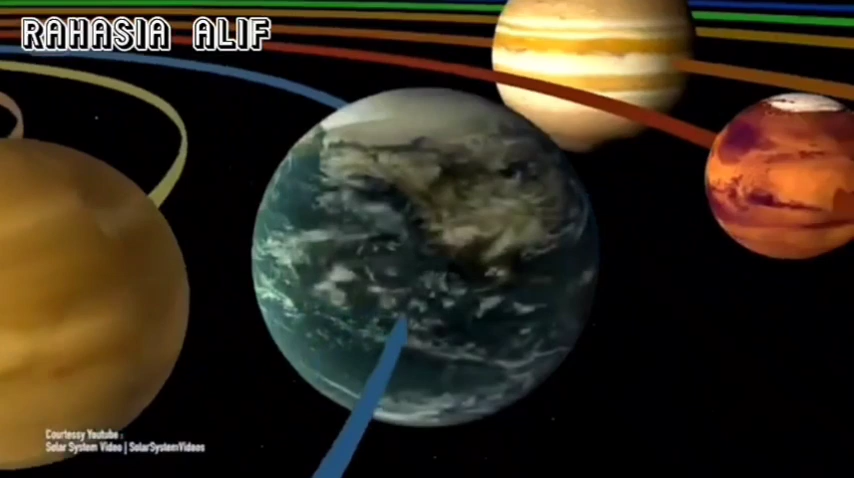 RAHASIA ALIF
Courtessy Youtube :
Solar System Video | SolarSystemVideos